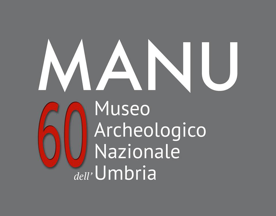 MANU
60
Museo
Archeologico
Nazionale
dell'Umbria